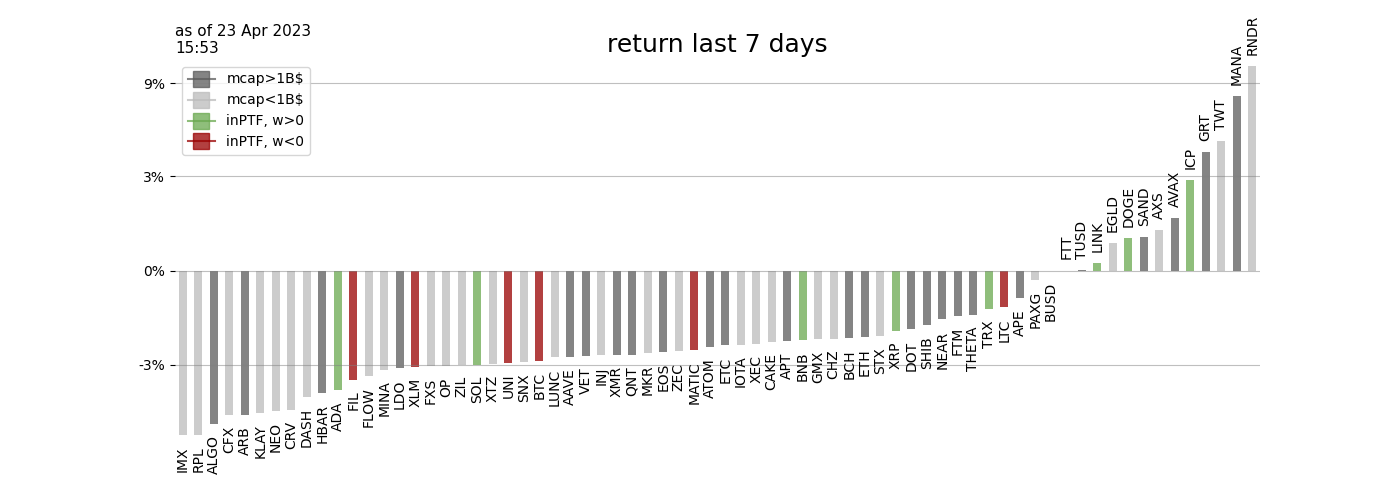 as of 23 Apr 2023
15:53
return last 7 days
mcap>1B$
mcap<1B$
inPTF, w>0
inPTF, w<0
9%
3%
0%
-3%
IMX
RPL
ALGO
CFX
ARB
KLAY
NEO
CRV
DASH
HBAR
ADA
FIL
FLOW
MINA
LDO
XLM
FXS
OP
ZIL
SOL
XTZ
UNI
SNX
BTC
LUNC
AAVE
VET
INJ
XMR
QNT
MKR
EOS
ZEC
MATIC
ATOM
ETC
IOTA
XEC
CAKE
APT
BNB
GMX
CHZ
BCH
ETH
STX
XRP
DOT
SHIB
NEAR
FTM
THETA
TRX
LTC
APE
PAXG
BUSD
FTT
TUSD
LINK
EGLD
DOGE
SAND
AXS
AVAX
ICP
GRT
TWT
MANA
RNDR